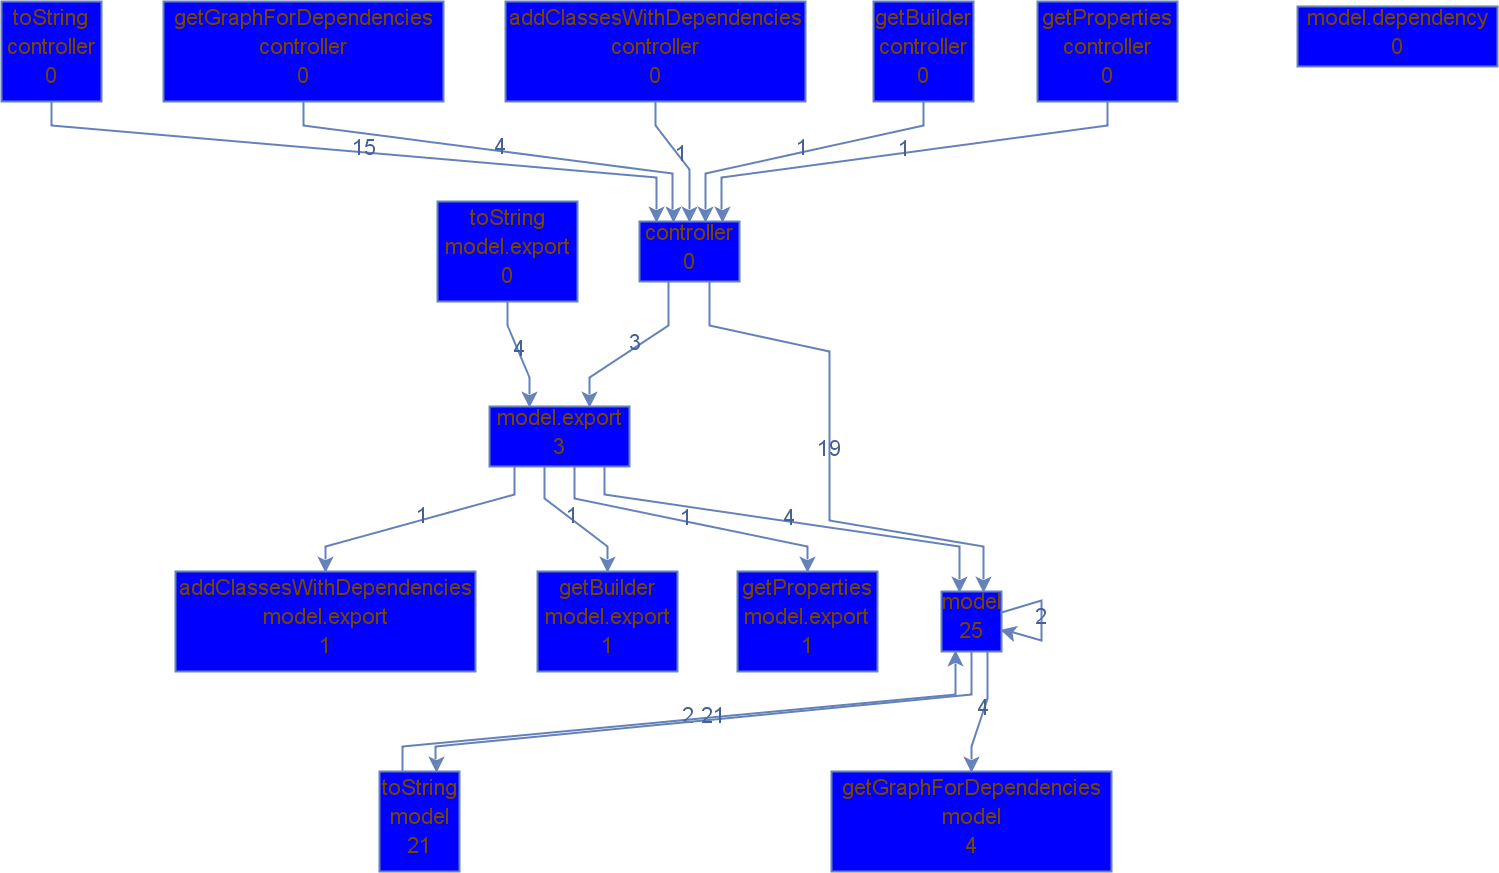 toString
controller
0
getGraphForDependencies
controller
0
addClassesWithDependencies
controller
0
getBuilder
controller
0
getProperties
controller
0
model.dependency
0
15
4
1
1
1
toString
model.export
0
controller
0
4
3
model.export
3
19
1
1
1
4
addClassesWithDependencies
model.export
1
getBuilder
model.export
1
getProperties
model.export
1
model
25
2
2
21
4
toString
model
21
getGraphForDependencies
model
4